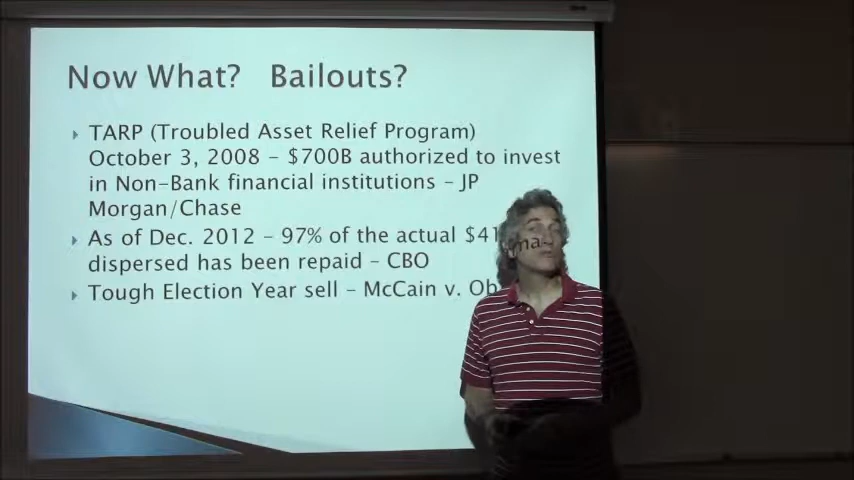 Now What? Bailouts?
TARP (Troubled Asset Relief Program)
October 3, 2008 – $700B authorized to invest
in Non-Bank financial institutions – JP
Morgan/Chase
As of Dec. 2012 – 97% of the actual
dispersed has been repaid – CBO
Tough Election Year sell – McCain v.